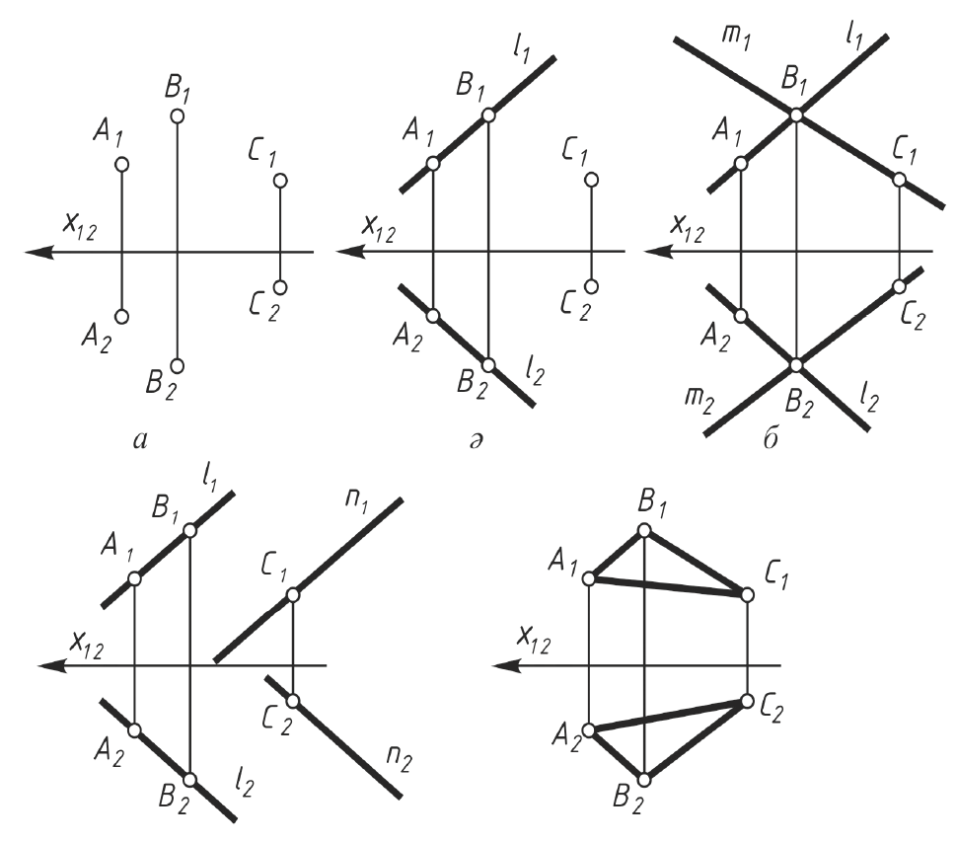 B₁
A₁
C₁
x₁₂
A₂
C₂
B₂
а
l₁
B₁
A₁
C₁
x₁₂
A₂
C₂
B₂
l₂
ә
m₁
l₁
B₁
A₁
C₁
x₁₂
A₂
C₂
m₂
B₂
l₂
б
l₁
n₁
B₁
A₁
C₁
x₁₂
A₂
C₂
B₂
l₂
n₂
B₁
A₁
C₁
x₁₂
A₂
C₂
B₂